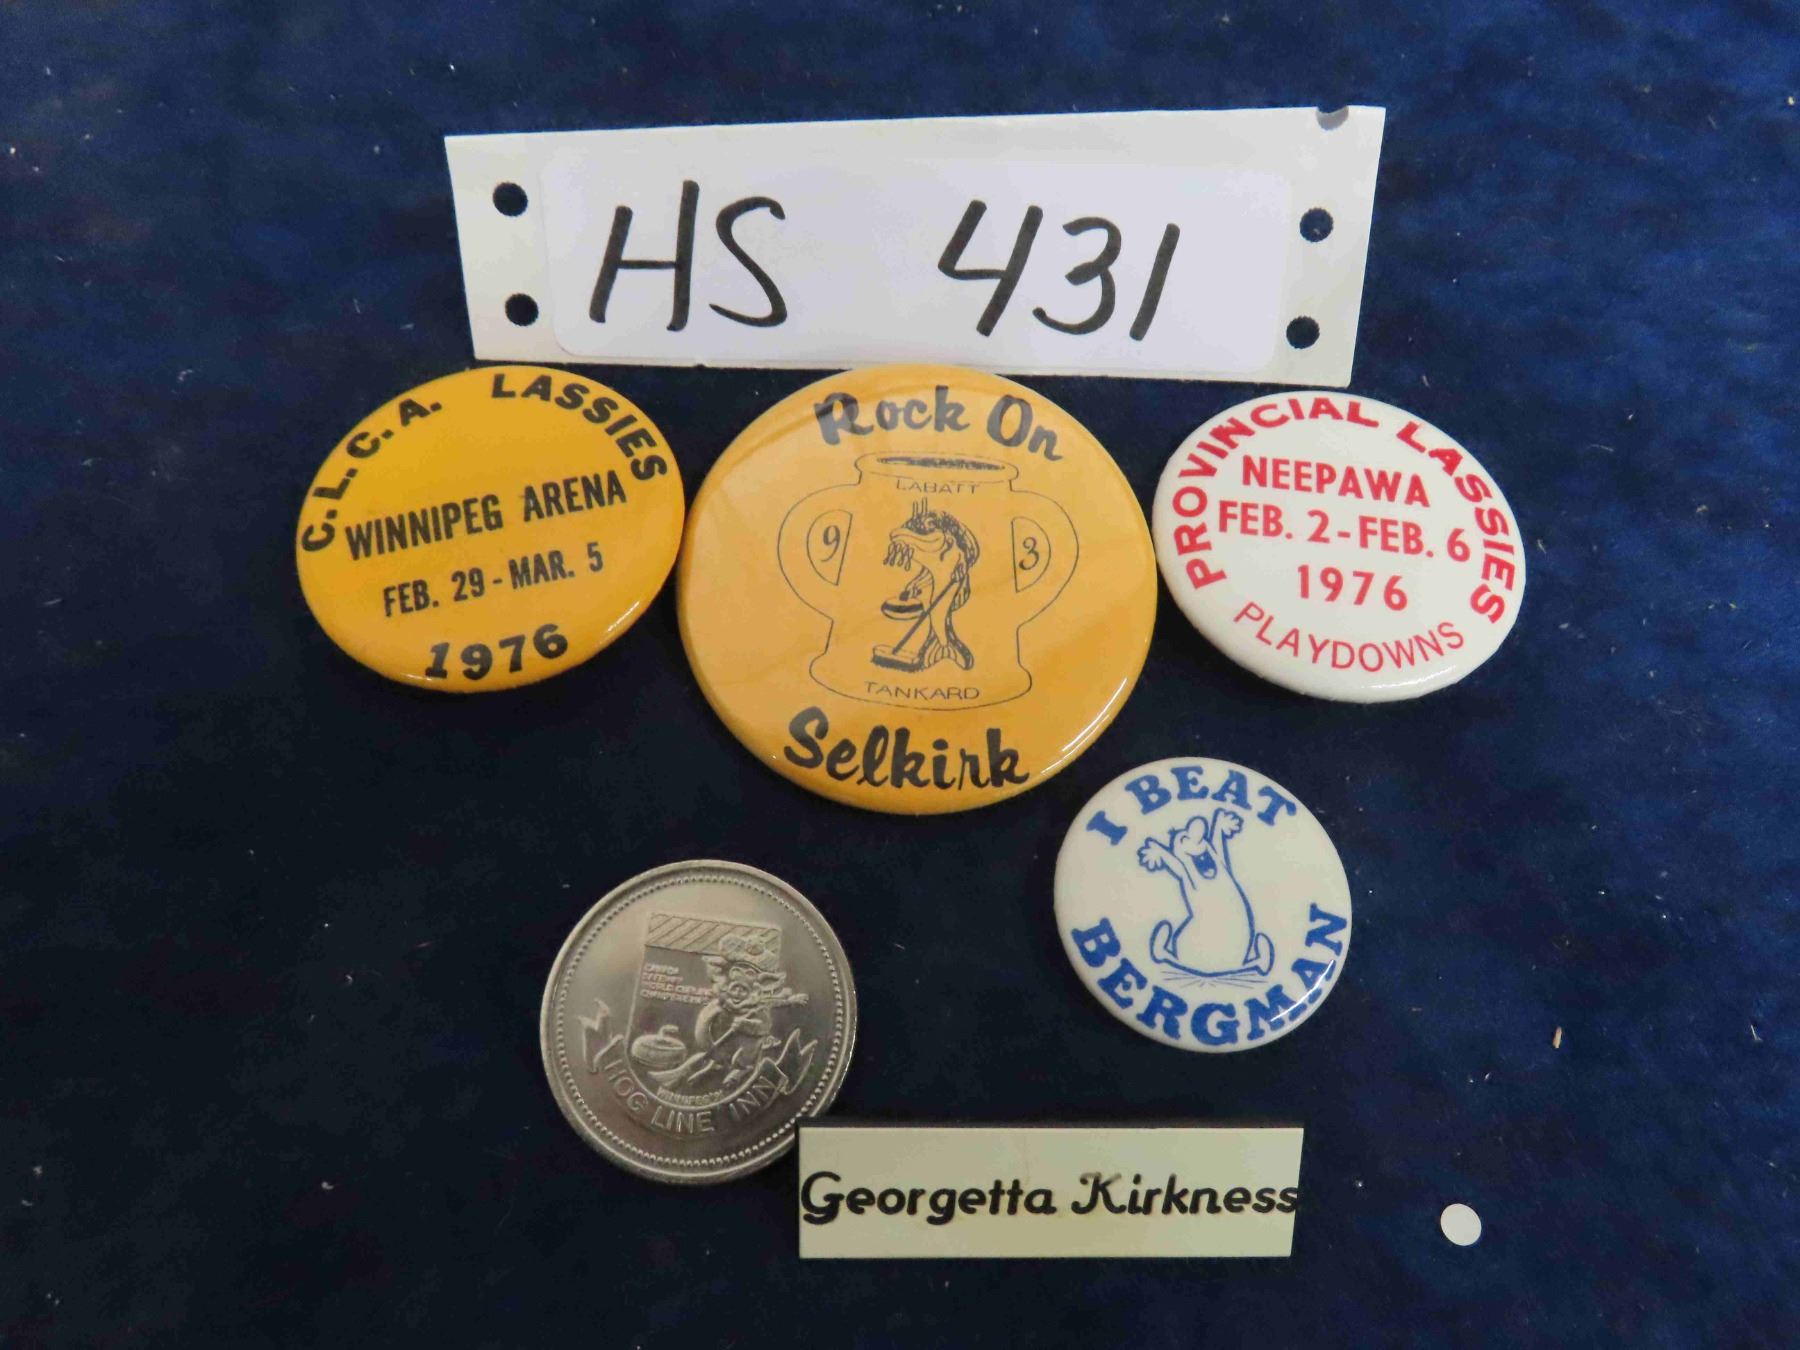 HS 431
C.L.C.A. LASSIES
WINNIPEG ARENA
FEB. 29 - MAR. 5
1976
Rock On
LABATT
9 3
TANKARD
Selkirk
PROVINCIAL LASSIES
NEEPAWA
FEB. 2 - FEB. 6
1976
PLAYDOWNS
I BEAT
BERGMAN
HOG LINE INN
Georgetta Kirkness